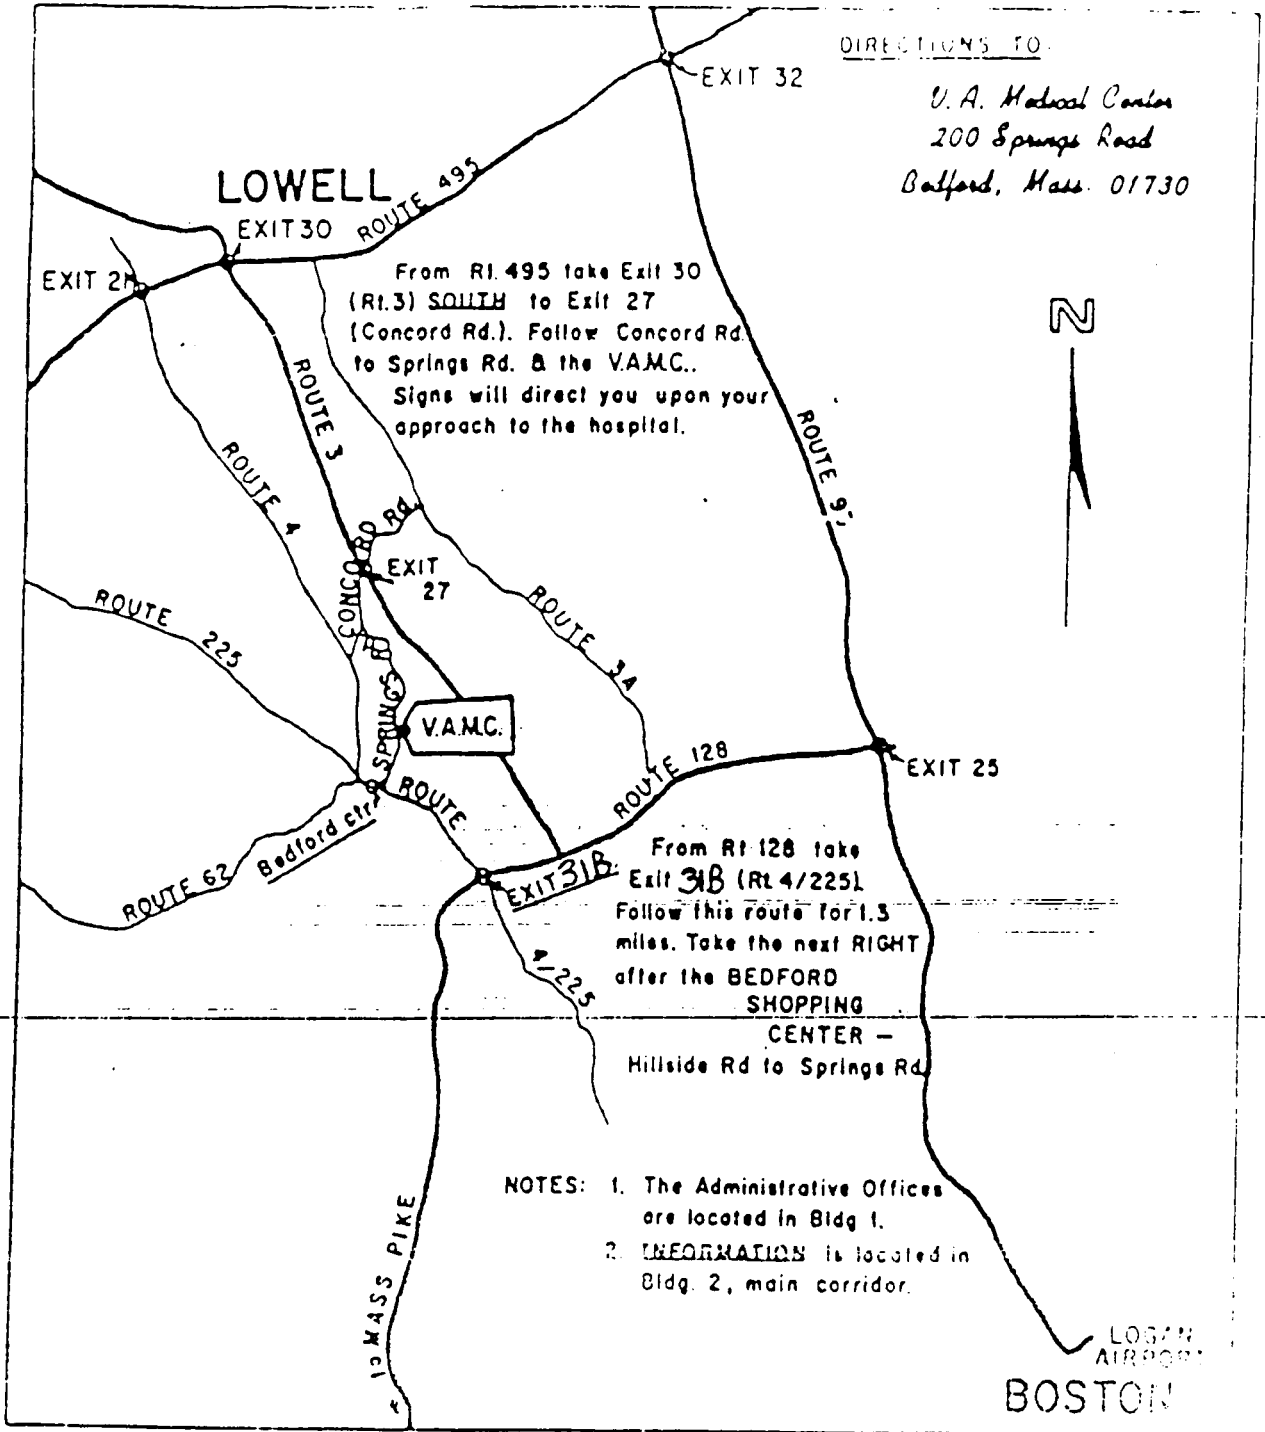 DIRECTIONS TO
V.A. Medical Center
200 Springs Road
Bedford, Mass. 01730
EXIT 32
LOWELL
ROUTE 495
EXIT 30
EXIT
N
From Rt. 495 take Exit 30
(Rt.3) SOUTH to Exit 27
(Concord Rd.). Follow Concord Rd.
to Springs Rd. & the V.A.M.C..
Signs will direct you upon your
approach to the hospital.
ROUTE 3
ROUTE 4
ROUTE
CONCORD Rd.
EXIT
27
ROUTE 225
ROUTE 3A
SPRINGS RD
V.A.M.C.
ROUTE 128
EXIT 25
ROUTE
Bedford ctr.
ROUTE 62
EXIT 31B
4/225
From Rt 128 take
Exit 31B (Rt. 4/225).
Follow this route for 1.3
miles. Take the next RIGHT
after the BEDFORD
SHOPPING
CENTER –
Hillside Rd to Springs Rd.
NOTES: 1. The Administrative Offices
are located in Bldg 1.
2. INFORMATION is located in
Bldg. 2, main corridor.
to MASS PIKE
LOGAN
AIRPORT
BOSTON